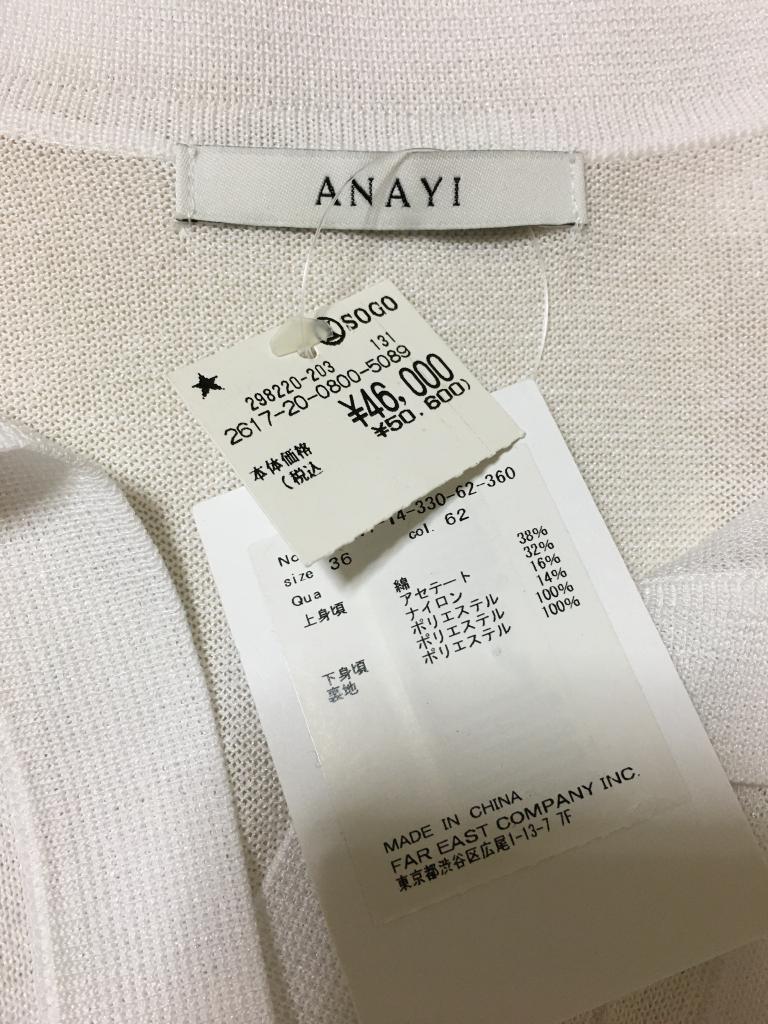 ANAYI
SOGO
131
298220-203
2617-20-0800-5089
¥46,000
¥50,600)
本体価格
(税込
No
14-330-62-360
size 36 col. 62
Qua
上身頃 綿 38%
アセテート 32%
ナイロン 16%
ポリエステル 14%
下身頃 ポリエステル 100%
裏地 ポリエステル 100%
MADE IN CHINA
FAR EAST COMPANY INC.
東京都渋谷区広尾1-13-7 7F